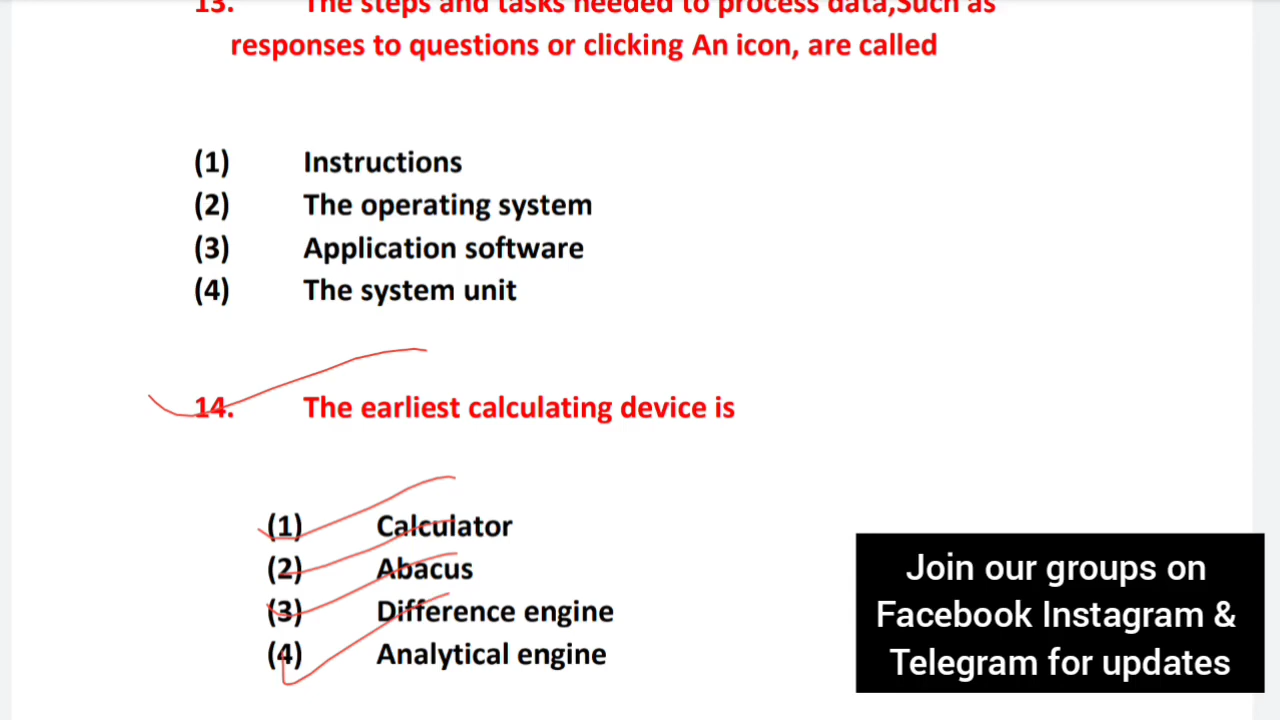 13. The steps and tasks needed to process data,Such as
responses to questions or clicking An icon, are called
(1) Instructions
(2) The operating system
(3) Application software
(4) The system unit
14. The earliest calculating device is
(1) Calculator
(2) Abacus
(3) Difference engine
(4) Analytical engine
Join our groups on
Facebook Instagram &
Telegram for updates